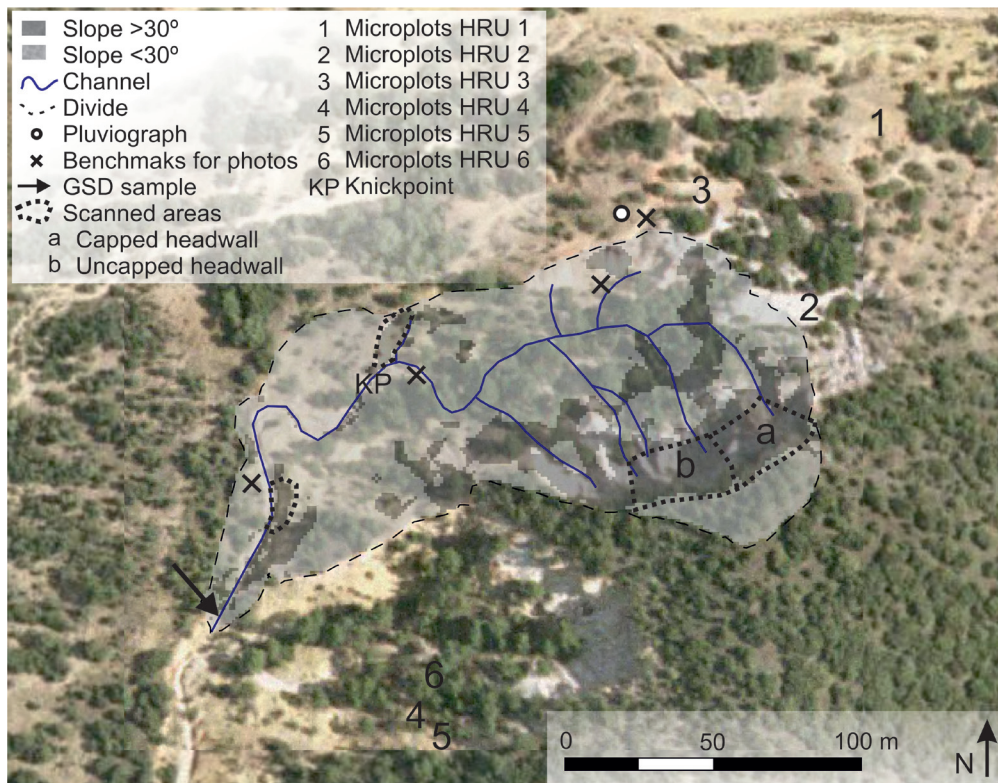 Slope >30º
Slope <30º
Channel
Divide
Pluviograph
Benchmaks for photos
GSD sample
Scanned areas
a Capped headwall
b Uncapped headwall
1 Microplots HRU 1
2 Microplots HRU 2
3 Microplots HRU 3
4 Microplots HRU 4
5 Microplots HRU 5
6 Microplots HRU 6
KP Knickpoint
1
3
2
KP
a
b
6
4
5
0 50 100 m
N